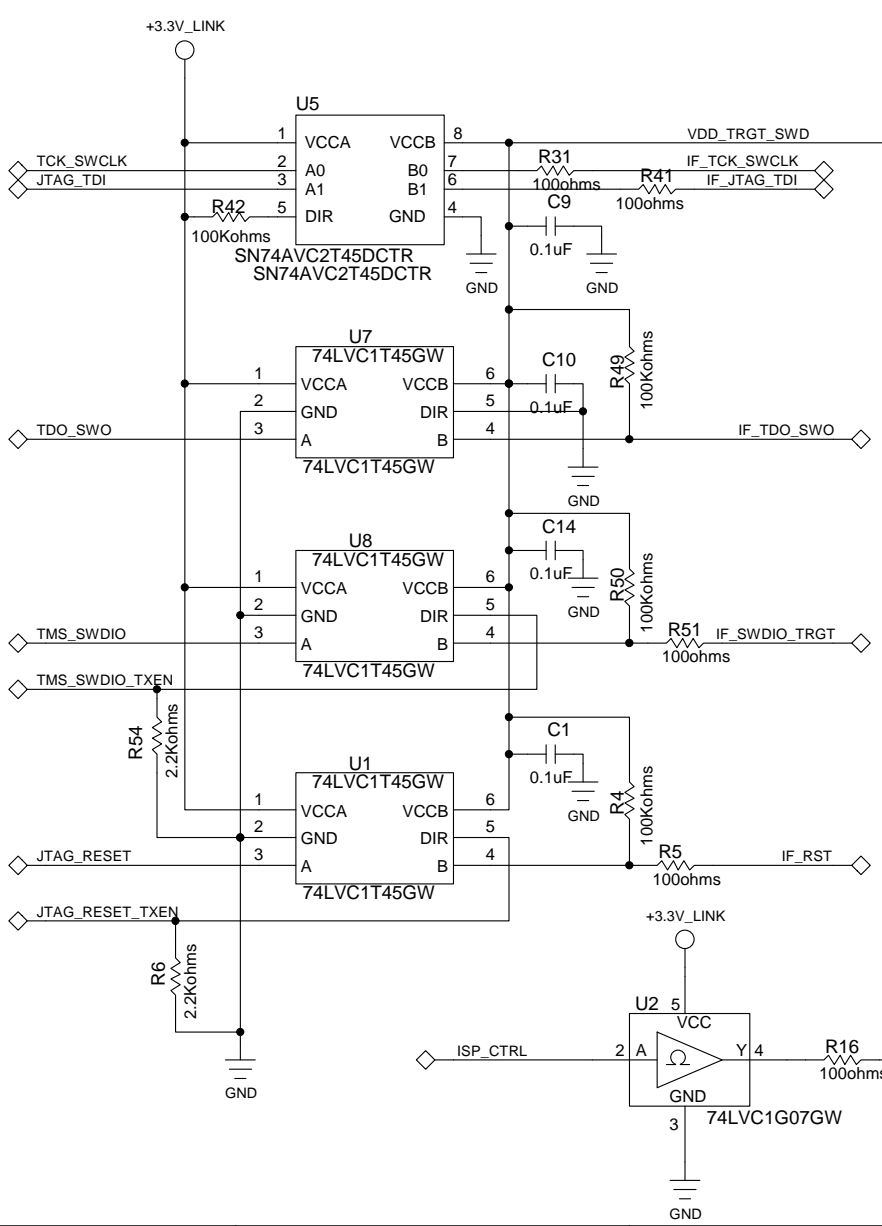 +3.3V_LINK
U5
1 VCCA VCCB 8 VDD_TRGT_SWD
TCK_SWCLK 2 A0 B0 7 R31 100ohms IF_TCK_SWCLK
JTAG_TDI 3 A1 B1 6 R41 100ohms IF_JTAG_TDI
R42 100Kohms 5 DIR GND 4
SN74AVC2T45DCTR
SN74AVC2T45DCTR
GND
C9
0.1uF
GND
U7
74LVC1T45GW
1 VCCA VCCB 6
2 GND DIR 5
TDO_SWO 3 A B 4 IF_TDO_SWO
74LVC1T45GW
C10
0.1uF
GND
R49
100Kohms
U8
74LVC1T45GW
1 VCCA VCCB 6
2 GND DIR 5
TMS_SWDIO 3 A B 4 R51 100ohms IF_SWDIO_TRGT
74LVC1T45GW
C14
0.1uF
GND
R50
100Kohms
TMS_SWDIO_TXEN
R54
2.2Kohms
U1
74LVC1T45GW
1 VCCA VCCB 6
2 GND DIR 5
JTAG_RESET 3 A B 4 R5 100ohms IF_RST
74LVC1T45GW
C1
0.1uF
GND
R4
100Kohms
JTAG_RESET_TXEN
R6
2.2Kohms
GND
+3.3V_LINK
U2 5
VCC
ISP_CTRL 2 A Ω Y 4 R16
100ohms
GND
3 74LVC1G07GW
GND